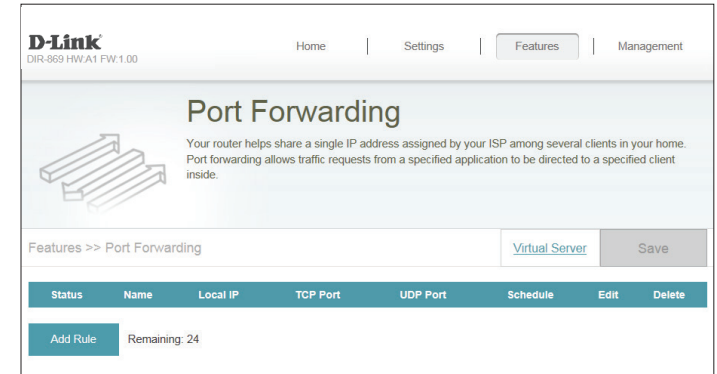 D-Link
DIR-869 HW:A1 FW:1.00
Home | Settings | Features | Management
Port Forwarding
Your router helps share a single IP address assigned by your ISP among several clients in your home.
Port forwarding allows traffic requests from a specified application to be directed to a specified client
inside.
Features >> Port Forwarding
Virtual Server
Save
Status Name Local IP TCP Port UDP Port Schedule Edit Delete
Add Rule
Remaining: 24